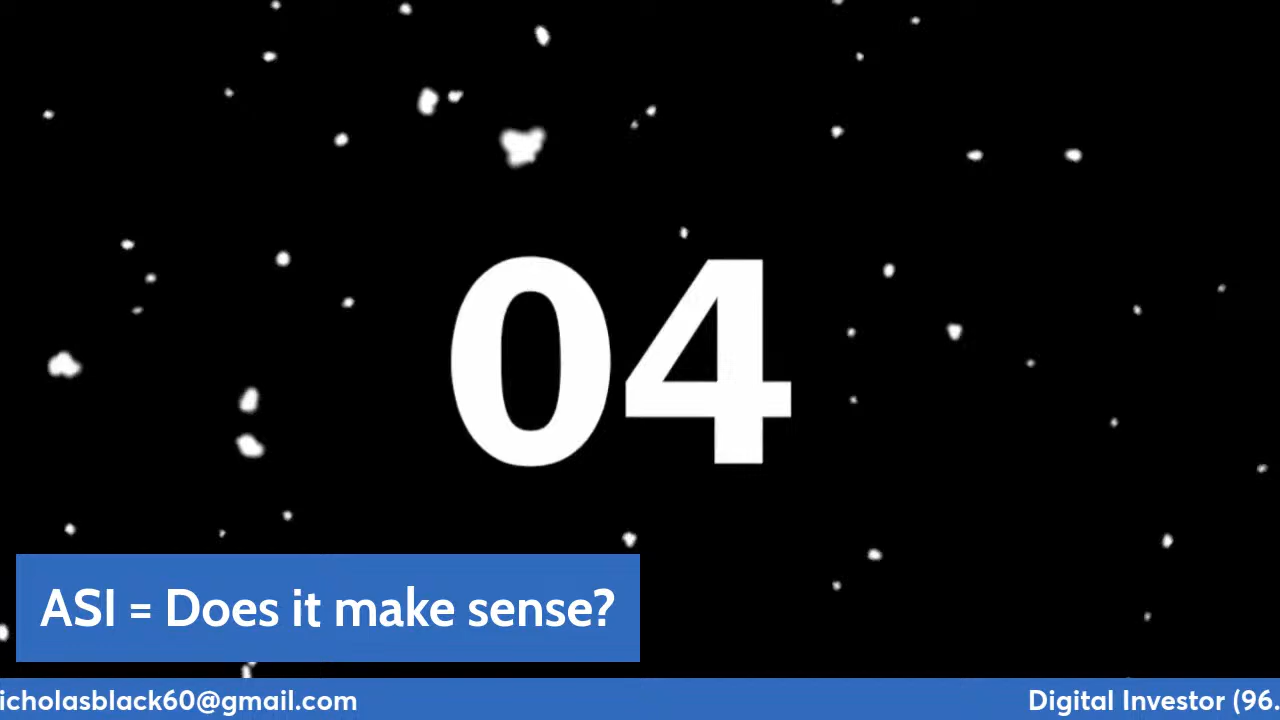 04
ASI = Does it make sense?
icholasblack60@gmail.com
Digital Investor (96.